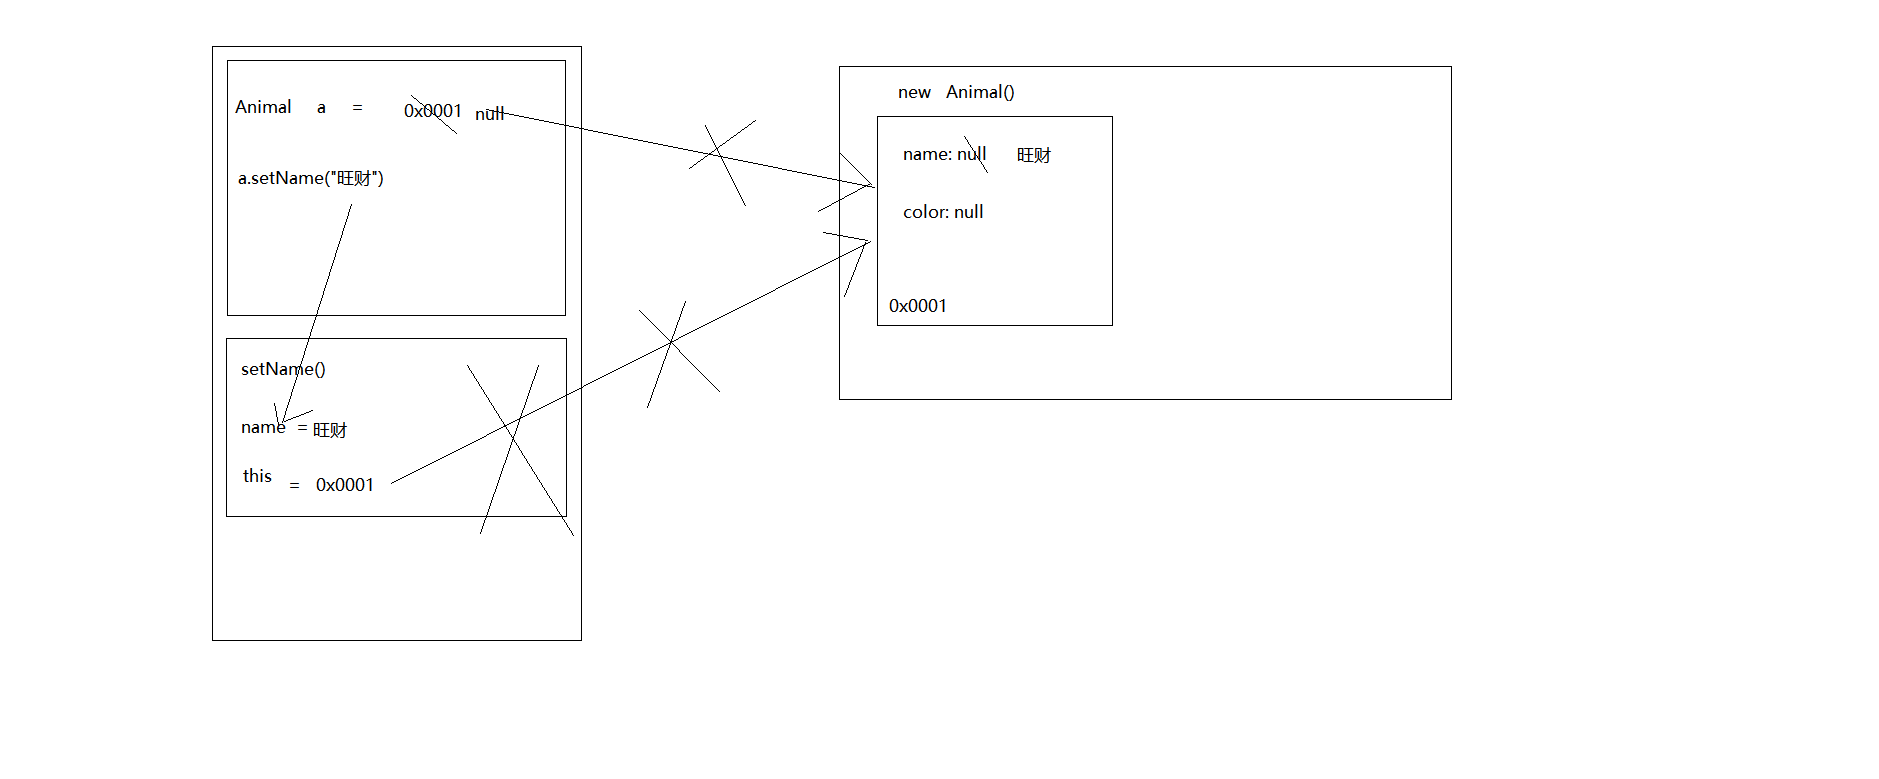 Animal a = 0x0001 null
a.setName("旺财")
setName()
name = 旺财
this = 0x0001
new Animal()
name: null 旺财
color: null
0x0001